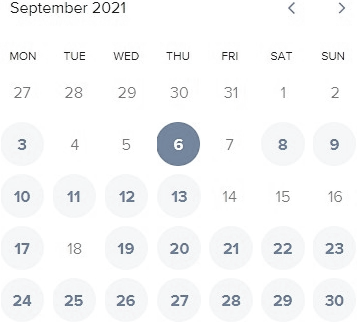 September 2021
MON TUE WED THU FRI SAT SUN
27 28 29 30 31 1 2
3 4 5 6 7 8 9
10 11 12 13 14 15 16
17 18 19 20 21 22 23
24 25 26 27 28 29 30